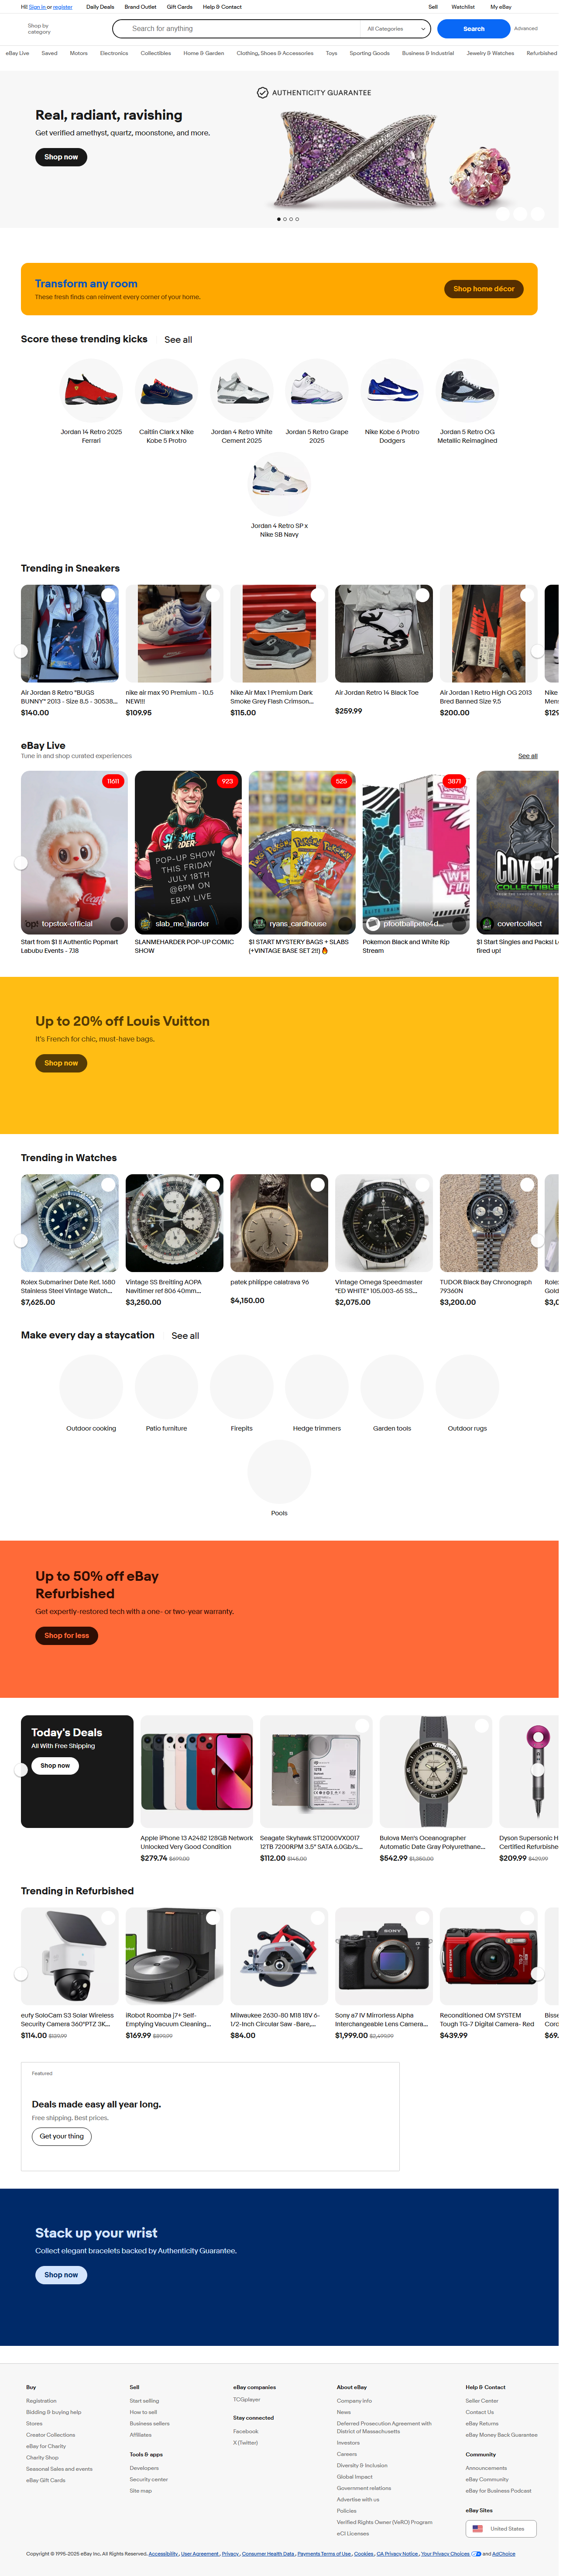 Hi! Sign in or register
Daily Deals
Brand Outlet
Gift Cards
Help & Contact
Sell
Watchlist
My eBay
Shop by
category
Search for anything
All Categories
Search
Advanced
eBay Live
Saved
Motors
Electronics
Collectibles
Home & Garden
Clothing, Shoes & Accessories
Toys
Sporting Goods
Business & Industrial
Jewelry & Watches
Refurbished
AUTHENTICITY GUARANTEE
Real, radiant, ravishing
Get verified amethyst, quartz, moonstone, and more.
Shop now
Transform any room
These fresh finds can reinvent every corner of your home.
Shop home décor
Score these trending kicks
See all
Jordan 14 Retro 2025
Ferrari
Caitlin Clark x Nike
Kobe 5 Protro
Jordan 4 Retro White
Cement 2025
Jordan 5 Retro Grape
2025
Nike Kobe 6 Protro
Dodgers
Jordan 5 Retro OG
Metallic Reimagined
Jordan 4 Retro SP x
Nike SB Navy
Trending in Sneakers
Air Jordan 8 Retro "BUGS
BUNNY" 2013 - Size 8.5 - 30538...
$140.00
nike air max 90 Premium - 10.5
NEW!!!
$109.95
Nike Air Max 1 Premium Dark
Smoke Grey Flash Crimson...
$115.00
Air Jordan Retro 14 Black Toe
$259.99
Air Jordan 1 Retro High OG 2013
Bred Banned Size 9.5
$200.00
Nike
Men
$129
eBay Live
Tune in and shop curated experiences
See all
11611
topstox-official
Start from $1 !! Authentic Popmart
Labubu Events - 7.18
923
POP-UP SHOW
THIS FRIDAY
JULY 18TH
@6PM ON
EBAY LIVE
slab_me_harder
SLANMEHARDER POP-UP COMIC
SHOW
525
ryans_cardhouse
$1 START MYSTERY BAGS + SLABS
(+VINTAGE BASE SET 2!!)🔥
3871
pfootballpete4d...
Pokemon Black and White Rip
Stream
COVERT
COLLECTIBLES
covertcollect
$1 Start Singles and Packs! L
fired up!
Up to 20% off Louis Vuitton
It's French for chic, must-have bags.
Shop now
Trending in Watches
Rolex Submariner Date Ref. 1680
Stainless Steel Vintage Watch...
$7,625.00
Vintage SS Breitling AOPA
Navitimer ref 806 40mm...
$3,250.00
patek philippe calatrava 96
$4,150.00
Vintage Omega Speedmaster
"ED WHITE" 105.003-65 SS...
$2,075.00
TUDOR Black Bay Chronograph
79360N
$3,200.00
Role
Gold
$3,0
Make every day a staycation
See all
Outdoor cooking
Patio furniture
Firepits
Hedge trimmers
Garden tools
Outdoor rugs
Pools
Up to 50% off eBay
Refurbished
Get expertly-restored tech with a one- or two-year warranty.
Shop for less
Today's Deals
All With Free Shipping
Shop now
Apple iPhone 13 A2482 128GB Network
Unlocked Very Good Condition
$279.74 $699.00
Seagate Skyhawk ST12000VX0017
12TB 7200RPM 3.5" SATA 6.0Gb/s...
$112.00 $145.00
Bulova Men's Oceanographer
Automatic Date Gray Polyurethane...
$542.99 $1,350.00
Dyson Supersonic H
Certified Refurbishe
$209.99 $429.99
Trending in Refurbished
eufy SoloCam S3 Solar Wireless
Security Camera 360°PTZ 3K...
$114.00 $189.99
iRobot Roomba j7+ Self-
Emptying Vacuum Cleaning...
$169.99 $899.99
Milwaukee 2630-80 M18 18V 6-
1/2-Inch Circular Saw -Bare,...
$84.00
SONY
Sony a7 IV Mirrorless Alpha
Interchangeable Lens Camera...
$1,999.00 $2,499.99
Reconditioned OM SYSTEM
Tough TG-7 Digital Camera- Red
$439.99
Bisse
Cord
$69.
Featured
Deals made easy all year long.
Free shipping. Best prices.
Get your thing
Stack up your wrist
Collect elegant bracelets backed by Authenticity Guarantee.
Shop now
Buy
Registration
Bidding & buying help
Stores
Creator Collections
eBay for Charity
Charity Shop
Seasonal Sales and events
eBay Gift Cards
Sell
Start selling
How to sell
Business sellers
Affiliates
Tools & apps
Developers
Security center
Site map
eBay companies
TCGplayer
Stay connected
Facebook
X (Twitter)
About eBay
Company info
News
Deferred Prosecution Agreement with
District of Massachusetts
Investors
Careers
Diversity & Inclusion
Global Impact
Government relations
Advertise with us
Policies
Verified Rights Owner (VeRO) Program
eCI Licenses
Help & Contact
Seller Center
Contact Us
eBay Returns
eBay Money Back Guarantee
Community
Announcements
eBay Community
eBay for Business Podcast
eBay Sites
United States
Copyright © 1995-2025 eBay Inc. All Rights Reserved. Accessibility, User Agreement, Privacy, Consumer Health Data, Payments Terms of Use, Cookies, CA Privacy Notice, Your Privacy Choices and AdChoice